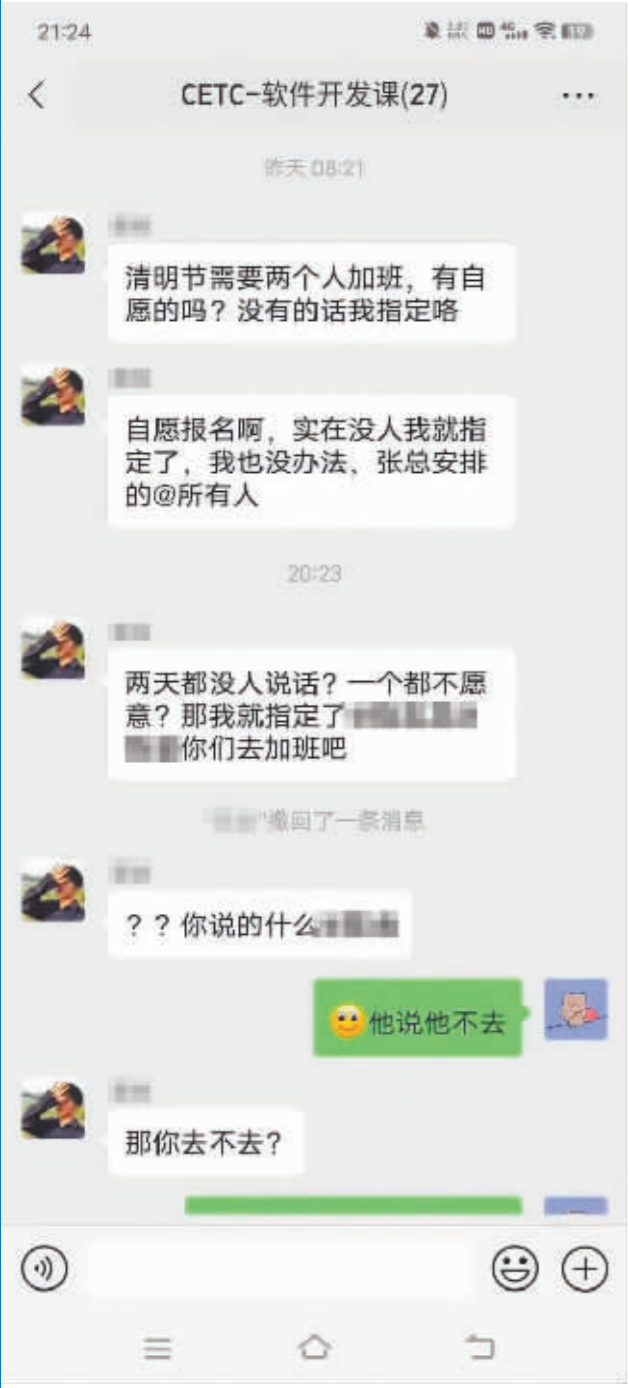 21:24
CETC-软件开发课(27)
昨天 08:21
清明节需要两个人加班，有自
愿的吗？没有的话我指定咯
自愿报名啊，实在没人我就指
定了，我也没办法、张总安排
的@所有人
20:23
两天都没人说话？一个都不愿
意？那我就指定了
你们去加班吧
"撤回了一条消息
？？你说的什么
他说他不去
那你去不去？